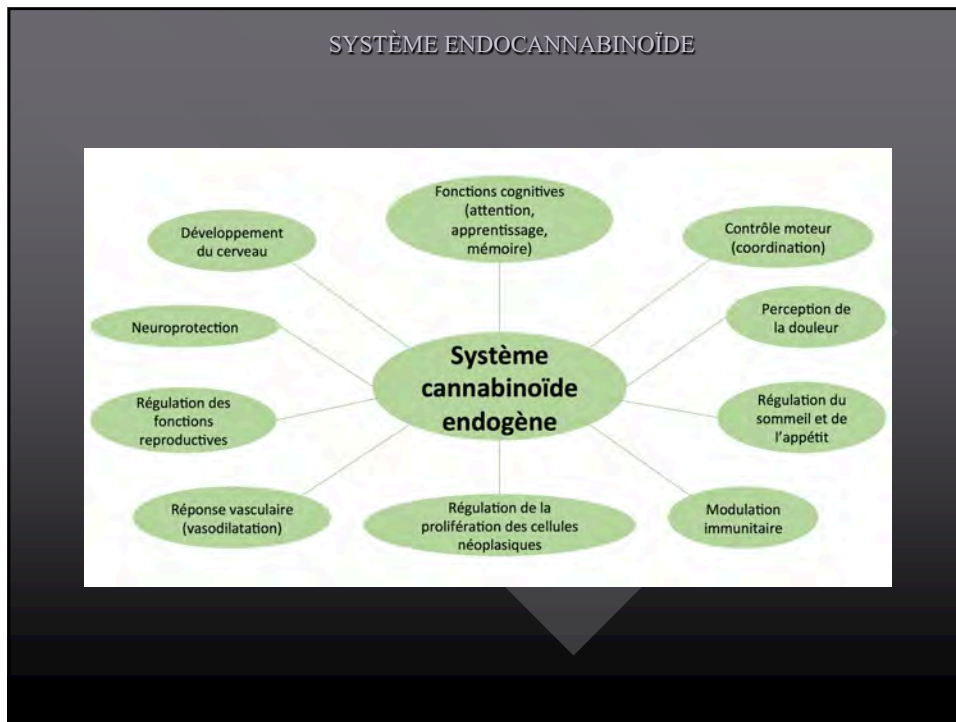 SYSTÈME ENDOCANNABINOÏDE
Fonctions cognitives
(attention,
apprentissage,
mémoire)
Développement
du cerveau
Contrôle moteur
(coordination)
Neuroprotection
Perception de
la douleur
Système
cannabinoïde
endogène
Régulation des
fonctions
reproductives
Régulation du
sommeil et de
l'appétit
Réponse vasculaire
(vasodilatation)
Régulation de la
prolifération des cellules
néoplasiques
Modulation
immunitaire